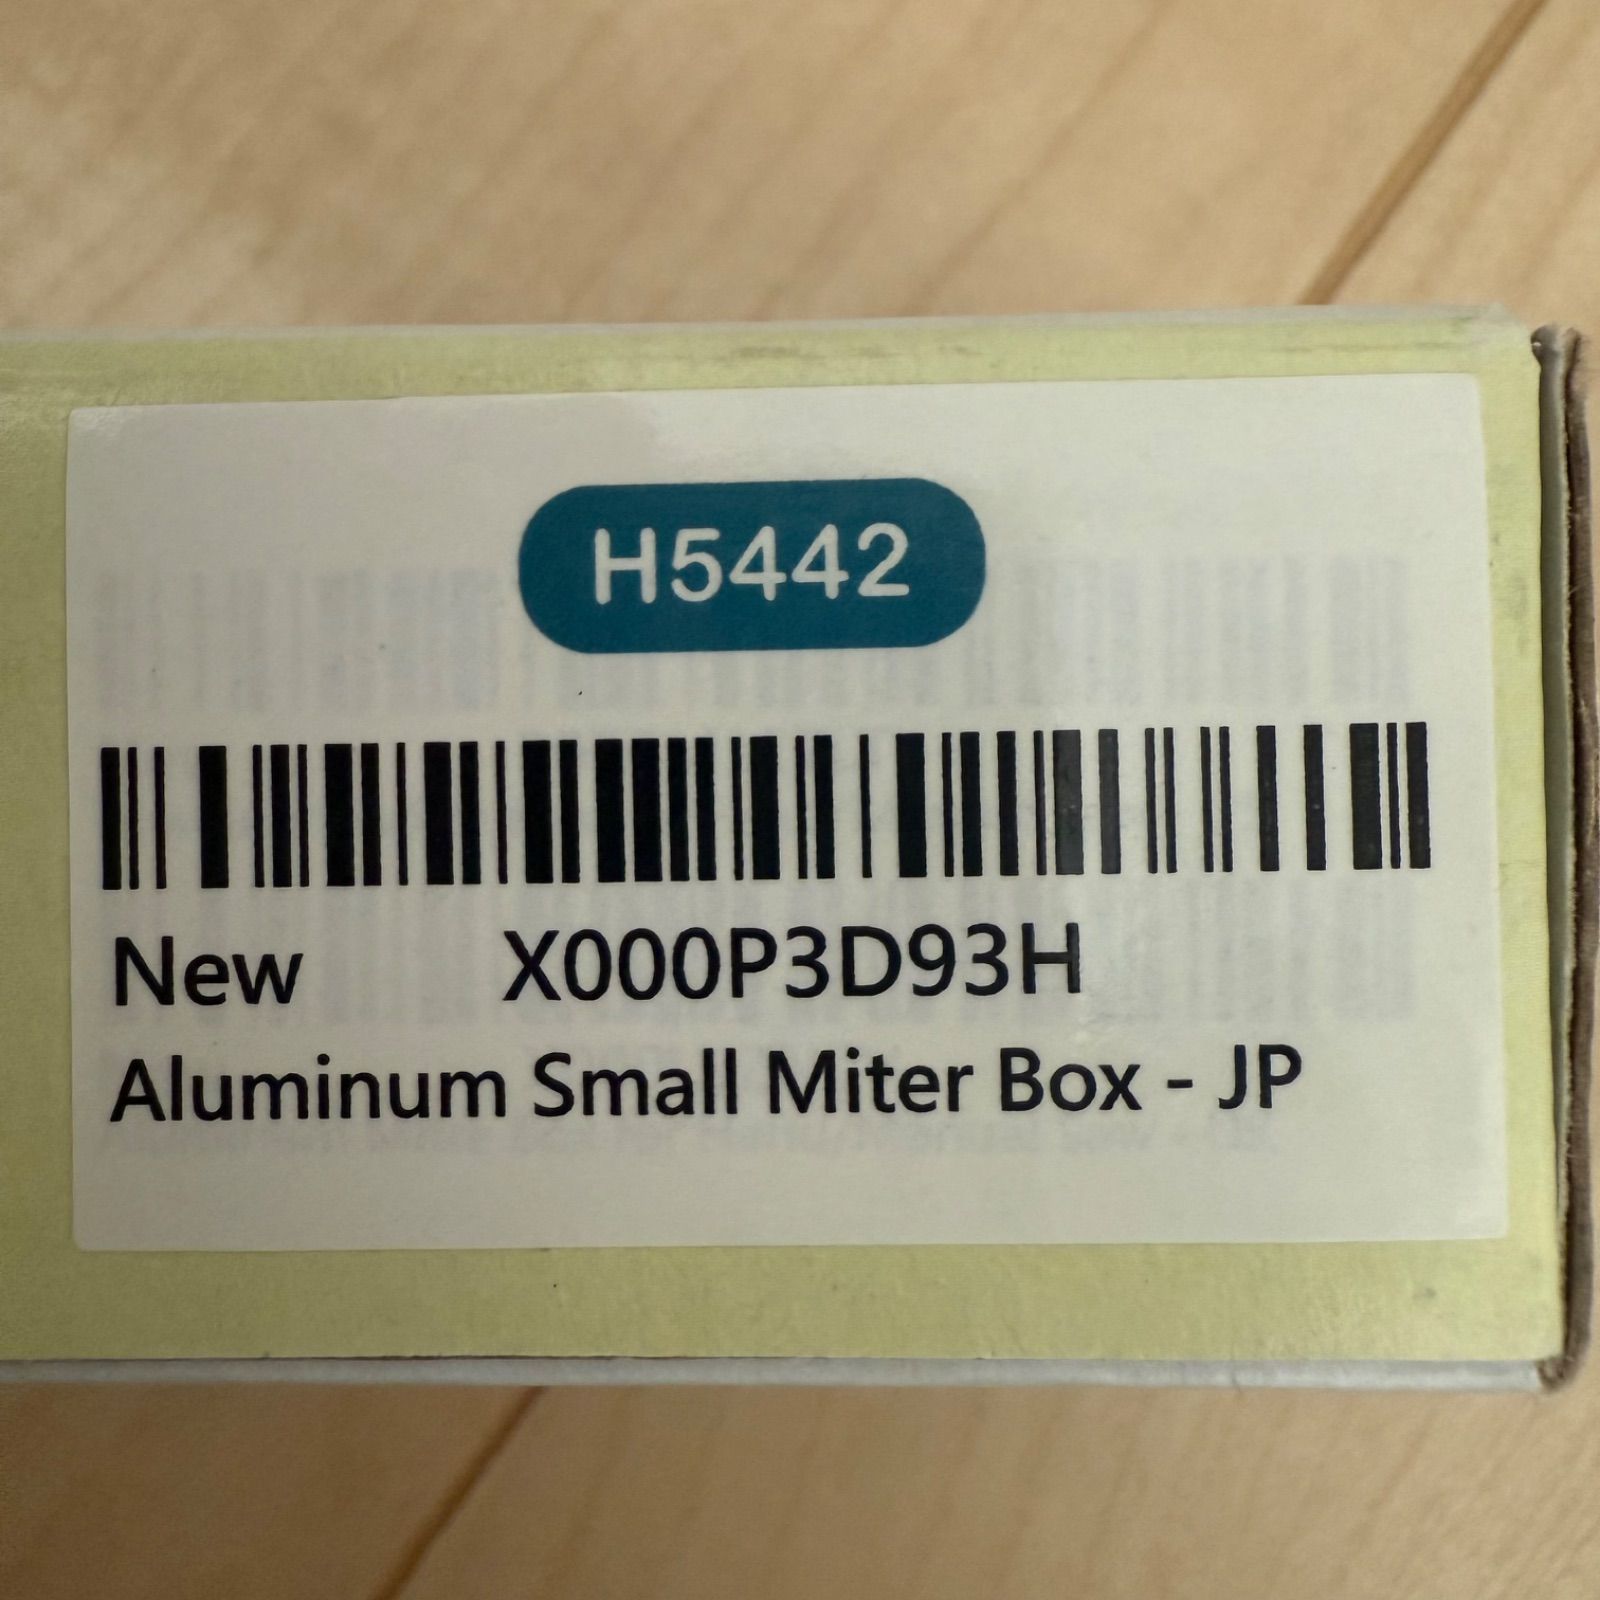 H5442
New X000P3D93H
Aluminum Small Miter Box - JP